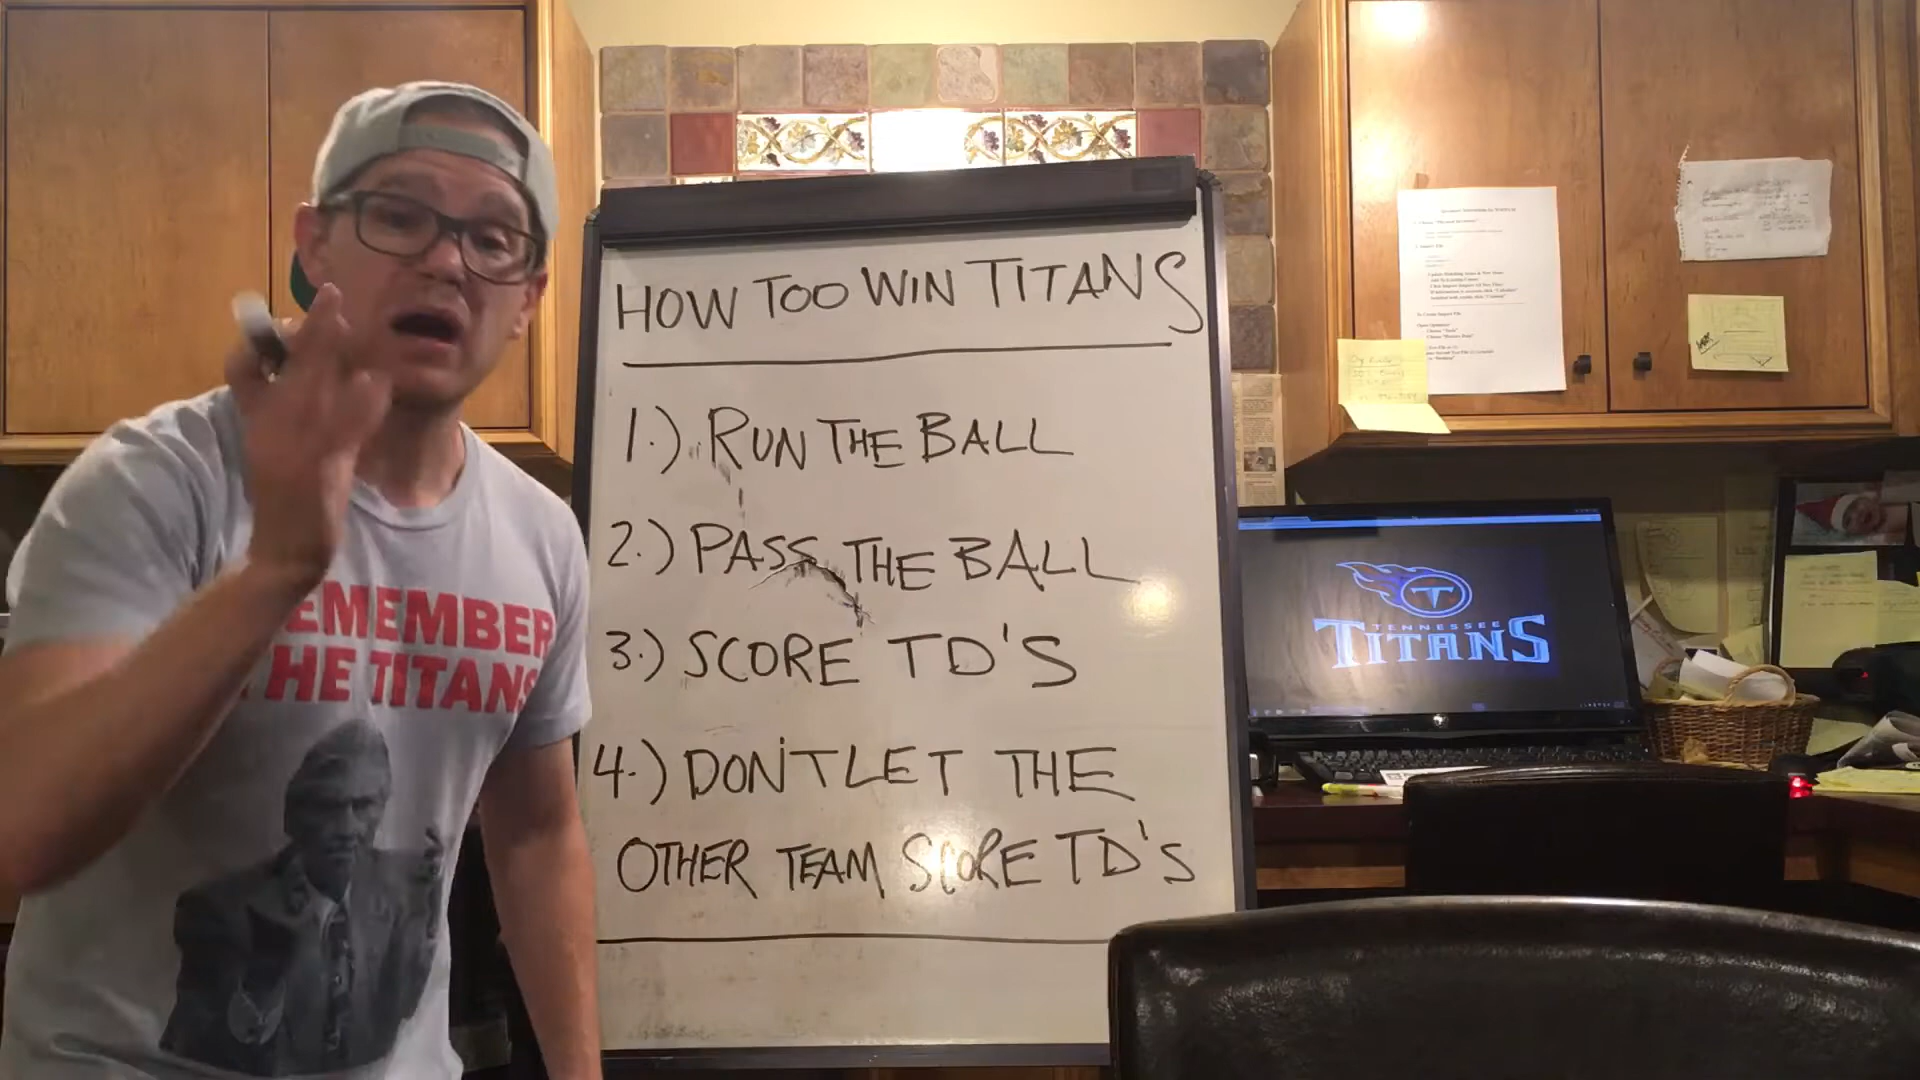 HOW TOO WIN TITANS
1.) RUN THE BALL
2.) PASS THE BALL
3.) SCORE TD'S
4.) DON'T LET THE
OTHER TEAM SCORE TD'S
EMEMBER
THE TITANS
TENNESSEE
TITANS